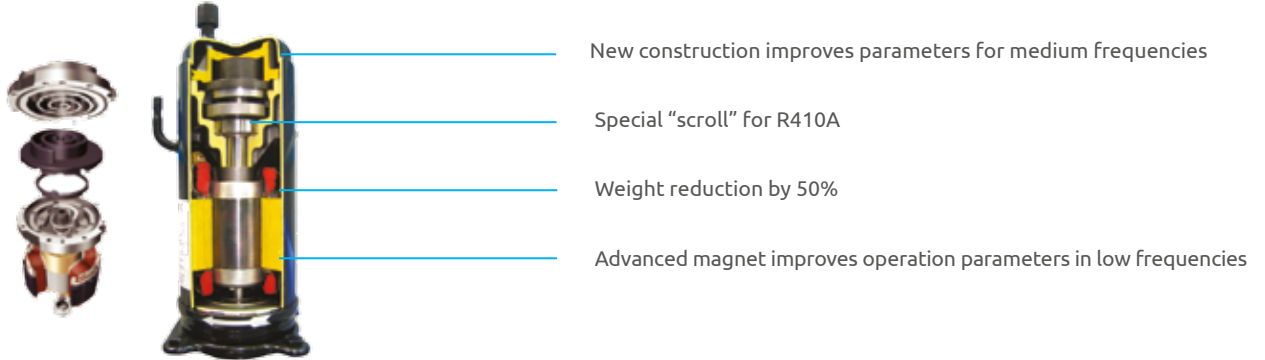 New construction improves parameters for medium frequencies
Special “scroll” for R410A
Weight reduction by 50%
Advanced magnet improves operation parameters in low frequencies